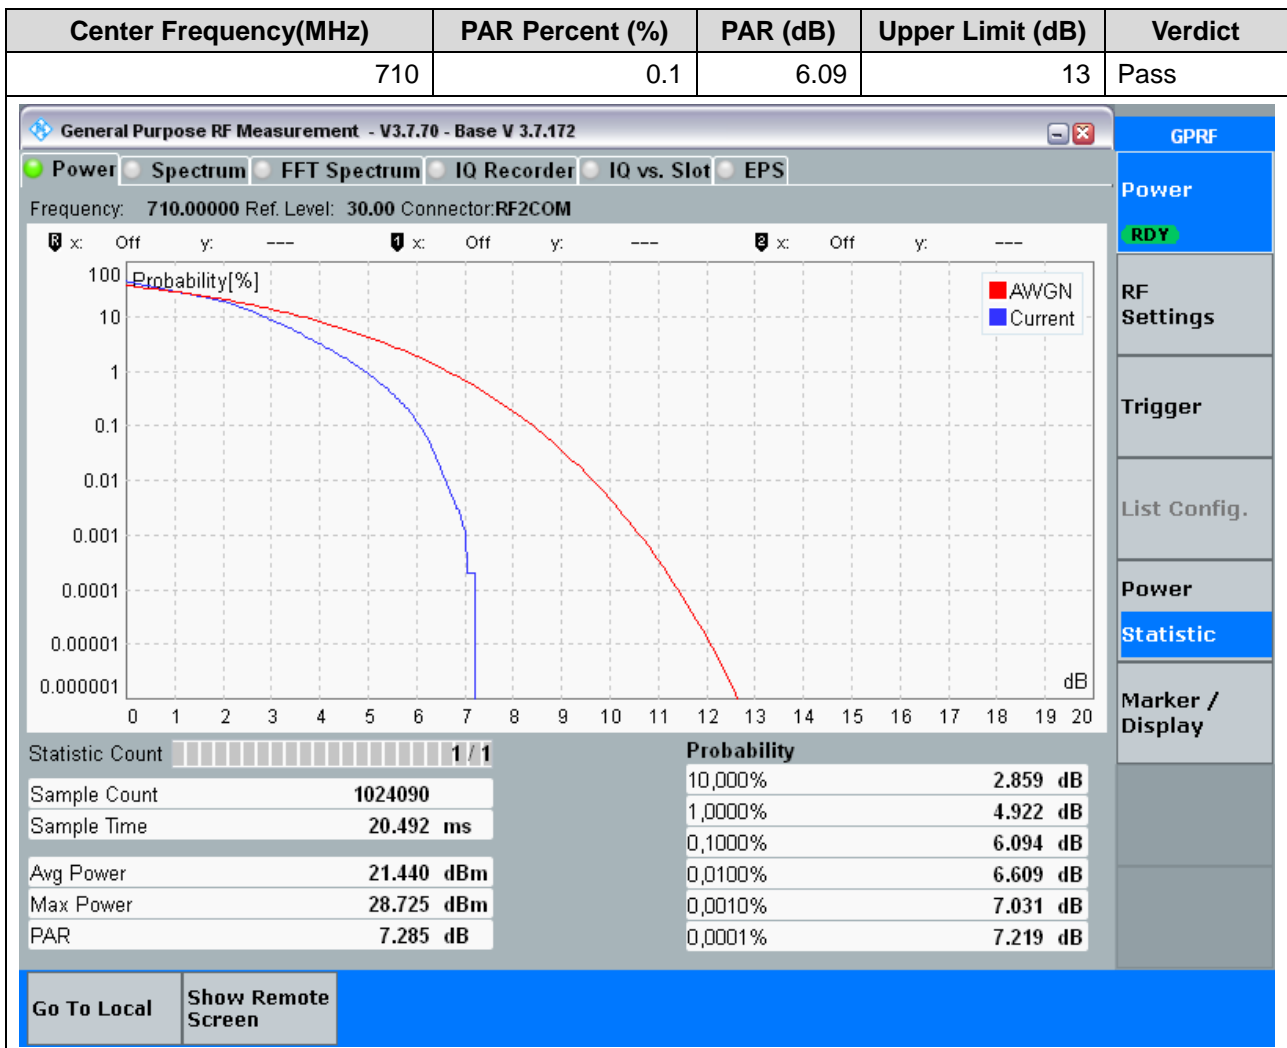 Center Frequency(MHz) PAR Percent (%) PAR (dB) Upper Limit (dB) Verdict
710 0.1 6.09 13 Pass
General Purpose RF Measurement - V3.7.70 - Base V 3.7.172
GPRF
Power Spectrum FFT Spectrum IQ Recorder IQ vs. Slot EPS
Power
RDY
Frequency: 710.00000 Ref. Level: 30.00 Connector:RF2COM
R x: Off y: --- 1 x: Off y: --- 2 x: Off y: ---
Probability[%]
AWGN
Current
100
10
1
0.1
0.01
0.001
0.0001
0.00001
0.000001
dB
0 1 2 3 4 5 6 7 8 9 10 11 12 13 14 15 16 17 18 19 20
RF
Settings
Trigger
List Config.
Power
Statistic
Marker /
Display
Statistic Count 1 / 1
Sample Count 1024090
Sample Time 20.492 ms
Avg Power 21.440 dBm
Max Power 28.725 dBm
PAR 7.285 dB
Probability
10,000% 2.859 dB
1,0000% 4.922 dB
0,1000% 6.094 dB
0,0100% 6.609 dB
0,0010% 7.031 dB
0,0001% 7.219 dB
Go To Local
Show Remote
Screen